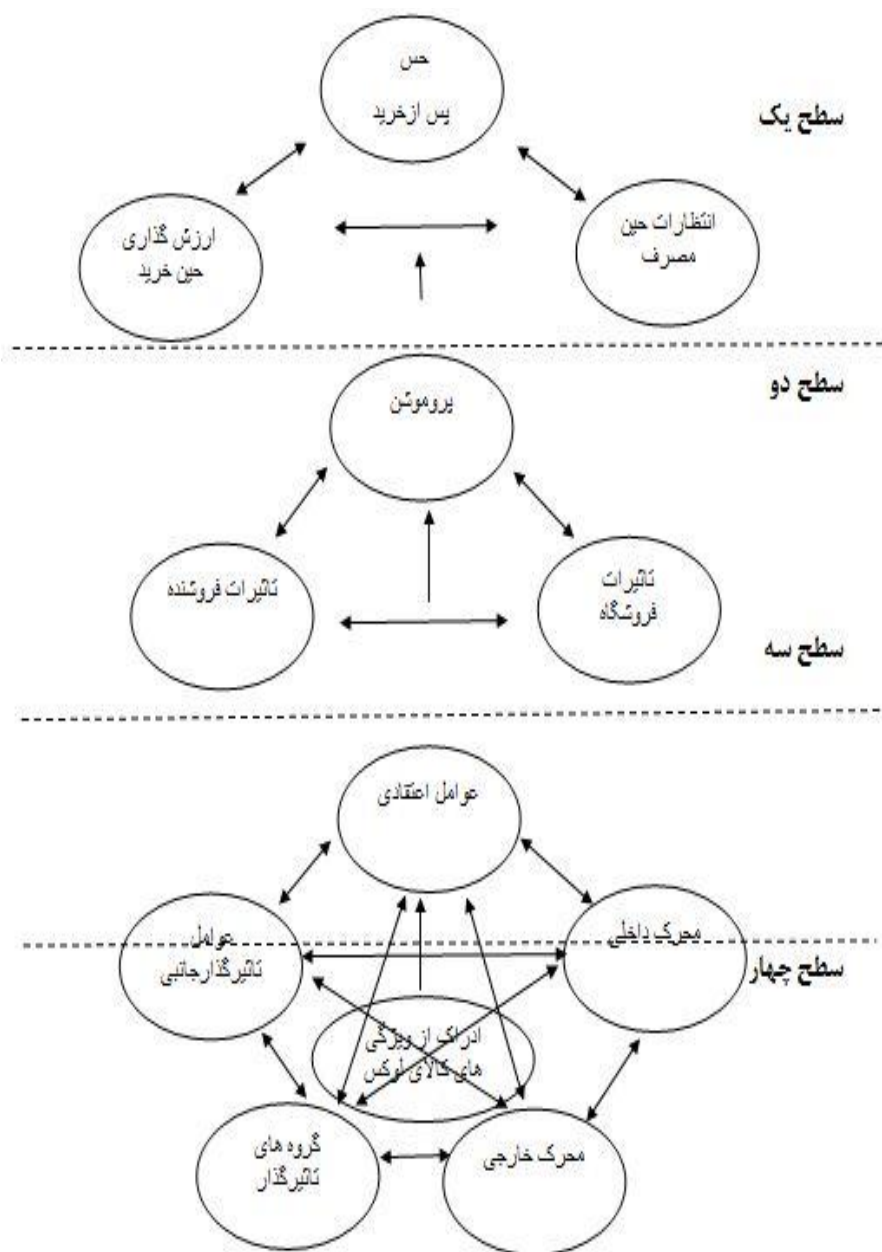 حس
پس ازخرید
سطح یک
انتظارات حین
مصرف
ارزش گذاری
حین خرید
سطح دو
پروموشن
تاثیرات
فروشگاه
تاثیرات فروشنده
سطح سه
عوامل اعتقادی
محرک داخلی
عوامل
تاثیرگذارجانبی
سطح چهار
ادراک از ویژگی
های کالای لوکس
گروه های
تاثیرگذار
محرک خارجی